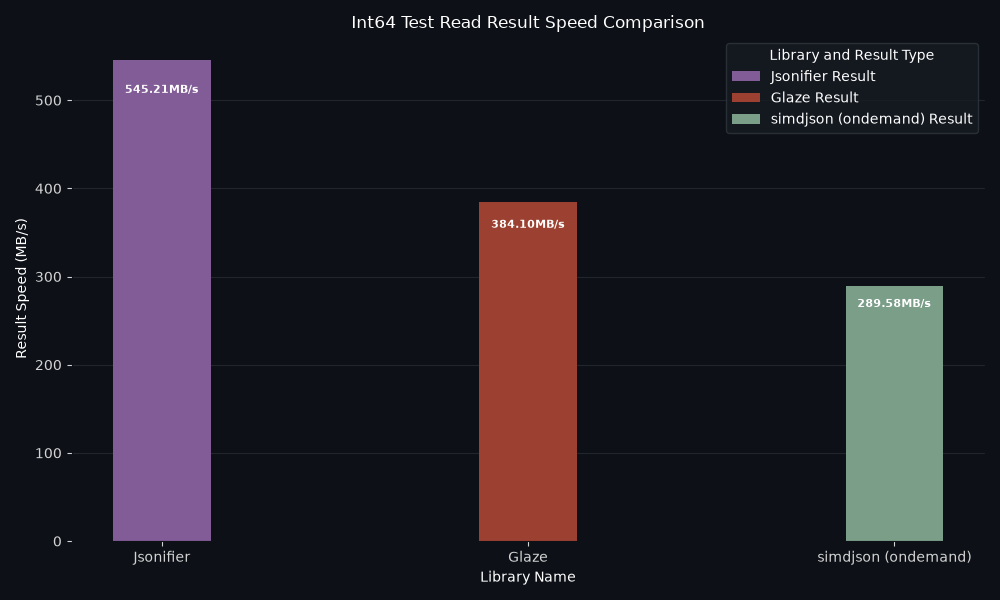 Int64 Test Read Result Speed Comparison
Library and Result Type
Jsonifier Result
Glaze Result
simdjson (ondemand) Result
545.21MB/s
384.10MB/s
289.58MB/s
Result Speed (MB/s)
500
400
300
200
100
0
Jsonifier
Glaze
simdjson (ondemand)
Library Name